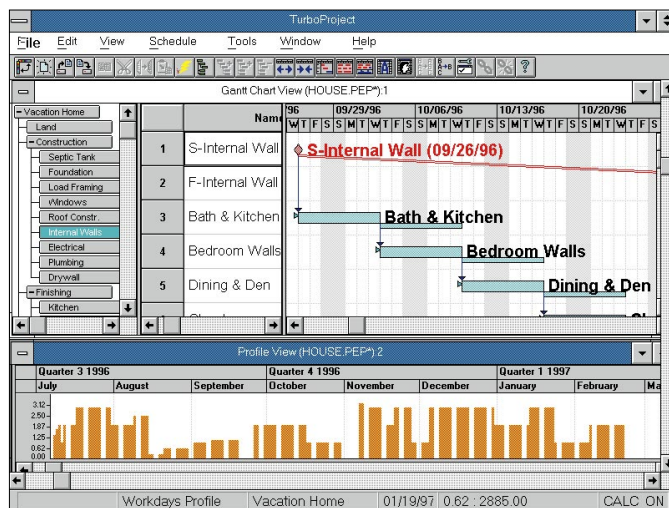 TurboProject
File Edit View Schedule Tools Window Help
Gantt Chart View (HOUSE.PEP*):1
Vacation Home
Land
Construction
Septic Tank
Foundation
Load Framing
Windows
Roof Constr.
Internal Walls
Electrical
Plumbing
Drywall
Finishing
Kitchen
Name
1 S-Internal Wall
2 F-Internal Wall
3 Bath & Kitchen
4 Bedroom Walls
5 Dining & Den
'96 09/29/96 10/06/96 10/13/96 10/20/96
W T F S S M T W T F S S M T W T F S S M T W T F S S M T W T F S
S-Internal Wall (09/26/96)
Bath & Kitchen
Bedroom Walls
Dining & Den
Profile View (HOUSE.PEP*):2
Quarter 3 1996 Quarter 4 1996 Quarter 1 1997
July August September October November December January February Ma
3.12
2.50
1.87
1.25
0.62
0.00
Workdays Profile Vacation Home 01/19/97 0.62 : 2885.00 CALC ON